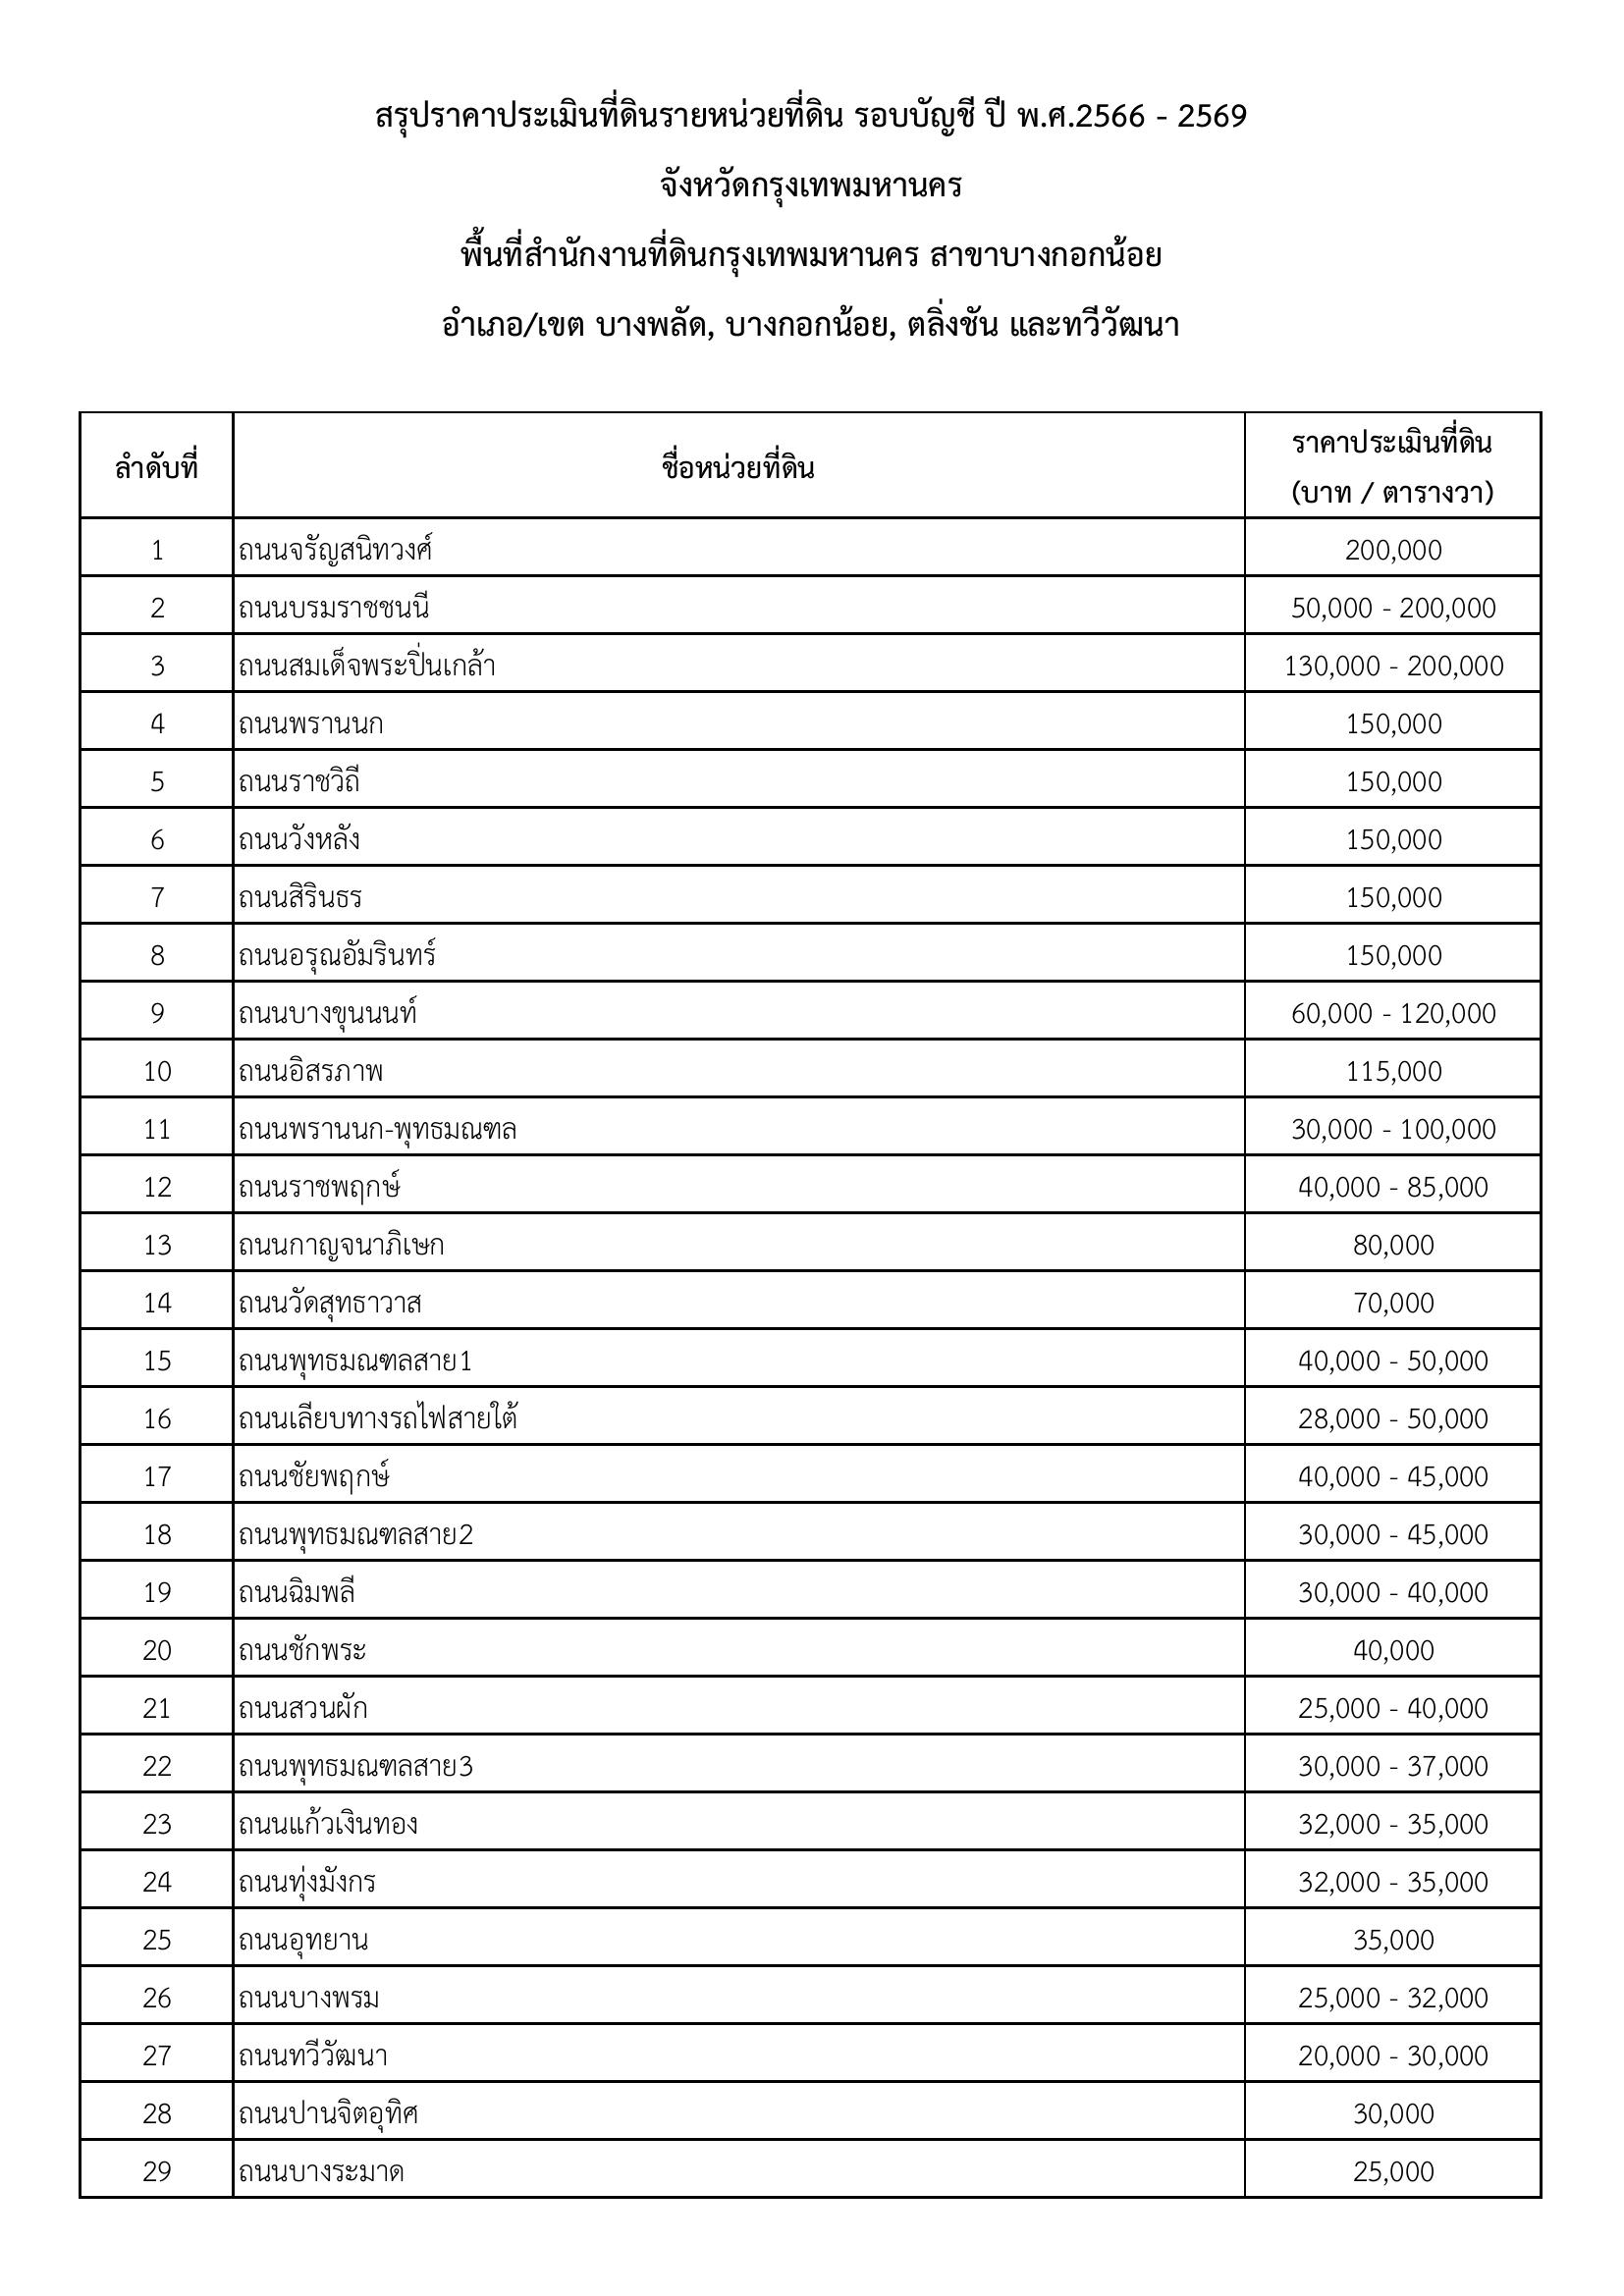 สรุปราคาประเมินที่ดินรายหน่วยที่ดิน รอบบัญชี ปี พ.ศ.2566 - 2569
จังหวัดกรุงเทพมหานคร
พื้นที่สำนักงานที่ดินกรุงเทพมหานคร สาขาบางกอกน้อย
อำเภอ/เขต บางพลัด, บางกอกน้อย, ตลิ่งชัน และทวีวัฒนา
ลำดับที่ ชื่อหน่วยที่ดิน ราคาประเมินที่ดิน
(บาท / ตารางวา)
1 ถนนจรัญสนิทวงศ์ 200,000
2 ถนนบรมราชชนนี 50,000 - 200,000
3 ถนนสมเด็จพระปิ่นเกล้า 130,000 - 200,000
4 ถนนพรานนก 150,000
5 ถนนราชวิถี 150,000
6 ถนนวังหลัง 150,000
7 ถนนสิรินธร 150,000
8 ถนนอรุณอัมรินทร์ 150,000
9 ถนนบางขุนนนท์ 60,000 - 120,000
10 ถนนอิสรภาพ 115,000
11 ถนนพรานนก-พุทธมณฑล 30,000 - 100,000
12 ถนนราชพฤกษ์ 40,000 - 85,000
13 ถนนกาญจนาภิเษก 80,000
14 ถนนวัดสุทธาวาส 70,000
15 ถนนพุทธมณฑลสาย1 40,000 - 50,000
16 ถนนเลียบทางรถไฟสายใต้ 28,000 - 50,000
17 ถนนชัยพฤกษ์ 40,000 - 45,000
18 ถนนพุทธมณฑลสาย2 30,000 - 45,000
19 ถนนฉิมพลี 30,000 - 40,000
20 ถนนชักพระ 40,000
21 ถนนสวนผัก 25,000 - 40,000
22 ถนนพุทธมณฑลสาย3 30,000 - 37,000
23 ถนนแก้วเงินทอง 32,000 - 35,000
24 ถนนทุ่งมังกร 32,000 - 35,000
25 ถนนอุทยาน 35,000
26 ถนนบางพรม 25,000 - 32,000
27 ถนนทวีวัฒนา 20,000 - 30,000
28 ถนนปานจิตอุทิศ 30,000
29 ถนนบางระมาด 25,000